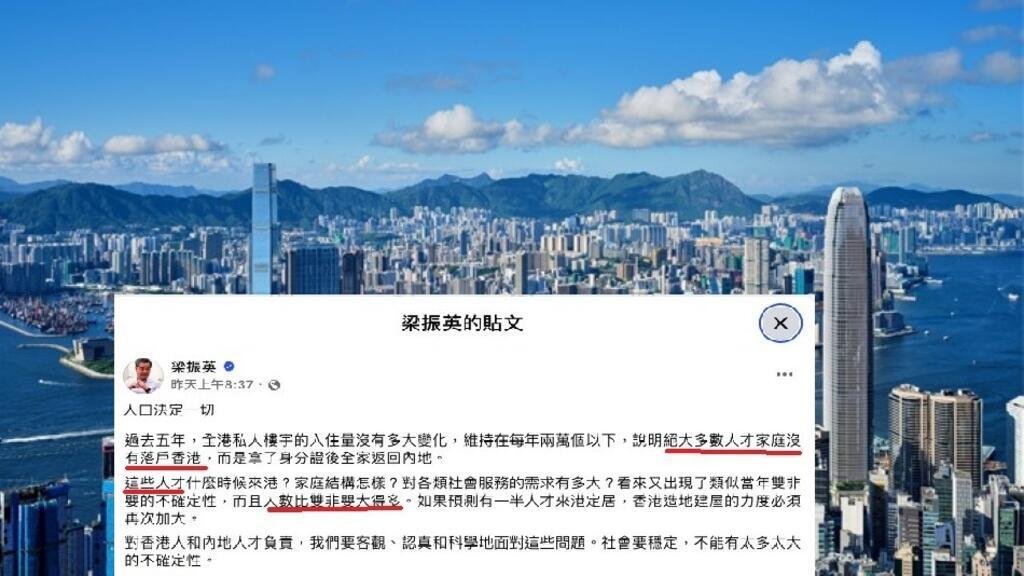 梁振英的貼文
梁振英
昨天上午8:37
人口決定一切
過去五年，全港私人樓宇的入住量沒有多大變化，維持在每年兩萬個以下，說明絕大多數人才家庭沒
有落戶香港，而是拿了身分證後全家返回內地。
這些人才什麼時候來港？家庭結構怎樣？對各類社會服務的需求有多大？看來又出現了類似當年雙非
嬰的不確定性，而且人數比雙非嬰大得多。如果預測有一半人才來港定居，香港造地建屋的力度必須
再次加大。
對香港人和內地人才負責，我們要客觀、認真和科學地面對這些問題。社會要穩定，不能有太多太大
的不確定性。